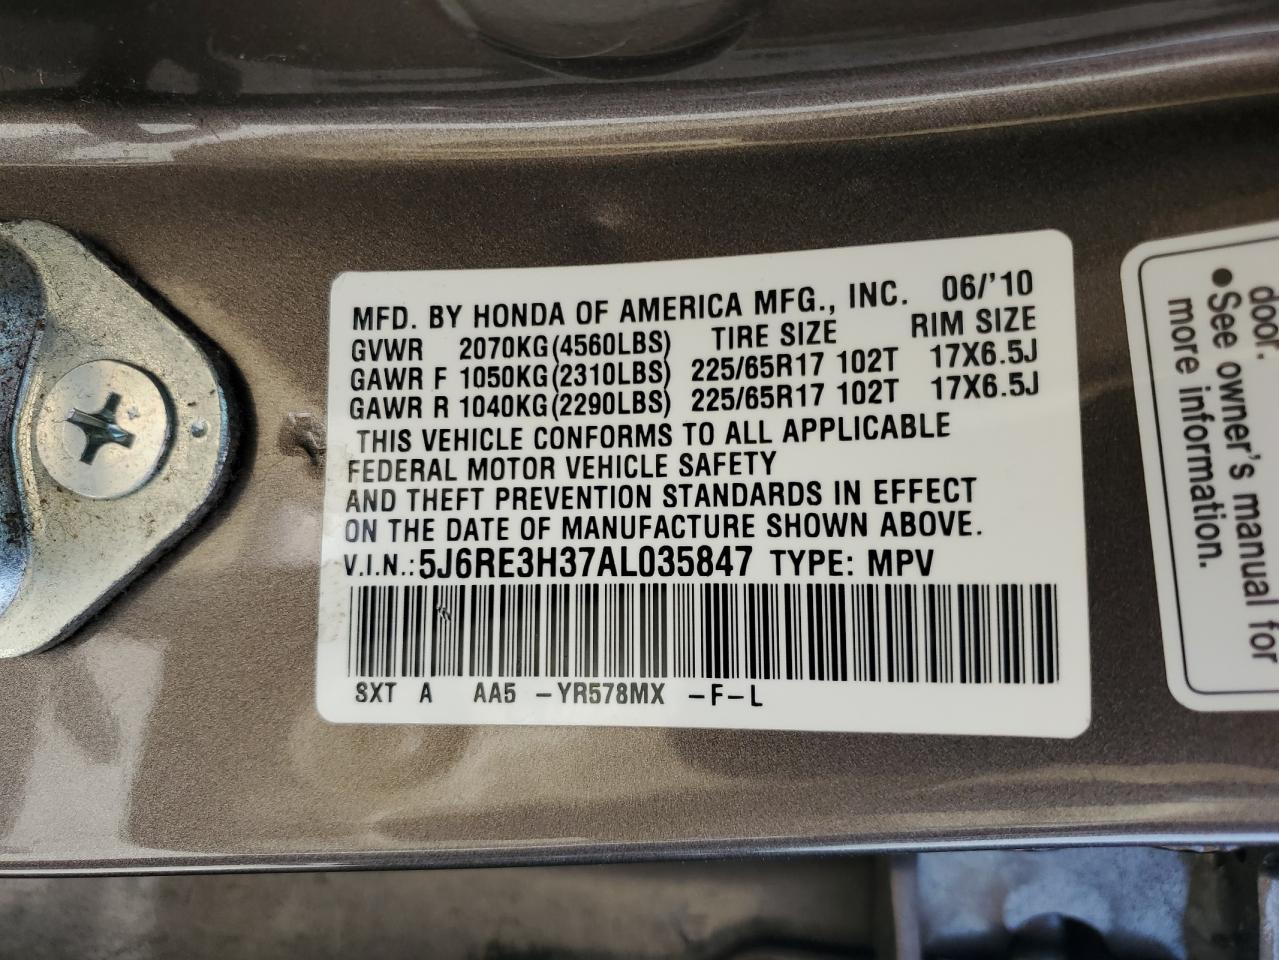 MFD. BY HONDA OF AMERICA MFG., INC. 06/'10
GVWR 2070KG(4560LBS) TIRE SIZE RIM SIZE
GAWR F 1050KG(2310LBS) 225/65R17 102T 17X6.5J
GAWR R 1040KG(2290LBS) 225/65R17 102T 17X6.5J
THIS VEHICLE CONFORMS TO ALL APPLICABLE
FEDERAL MOTOR VEHICLE SAFETY
AND THEFT PREVENTION STANDARDS IN EFFECT
ON THE DATE OF MANUFACTURE SHOWN ABOVE.
V.I.N.: 5J6RE3H37AL035847 TYPE: MPV
SXT A AA5 -YR578MX -F-L
door.
●See owner's manual for
more information.